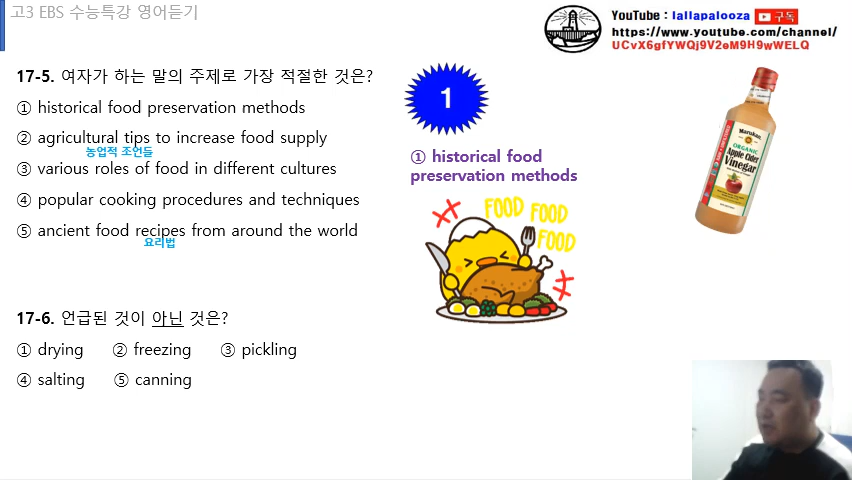 고3 EBS 수능특강 영어듣기
YouTube : lallapalooza 구독
https://www.youtube.com/channel/
UCvX6gfYWQj9V2eM9H9wWELQ
17-5. 여자가 하는 말의 주제로 가장 적절한 것은?
① historical food preservation methods
② agricultural tips to increase food supply
농업적 조언들
③ various roles of food in different cultures
④ popular cooking procedures and techniques
⑤ ancient food recipes from around the world
요리법
17-6. 언급된 것이 아닌 것은?
① drying ② freezing ③ pickling
④ salting ⑤ canning
1
① historical food
preservation methods
FOOD FOOD
FOOD
Marukan
ORGANIC
Apple Cider
Vinegar